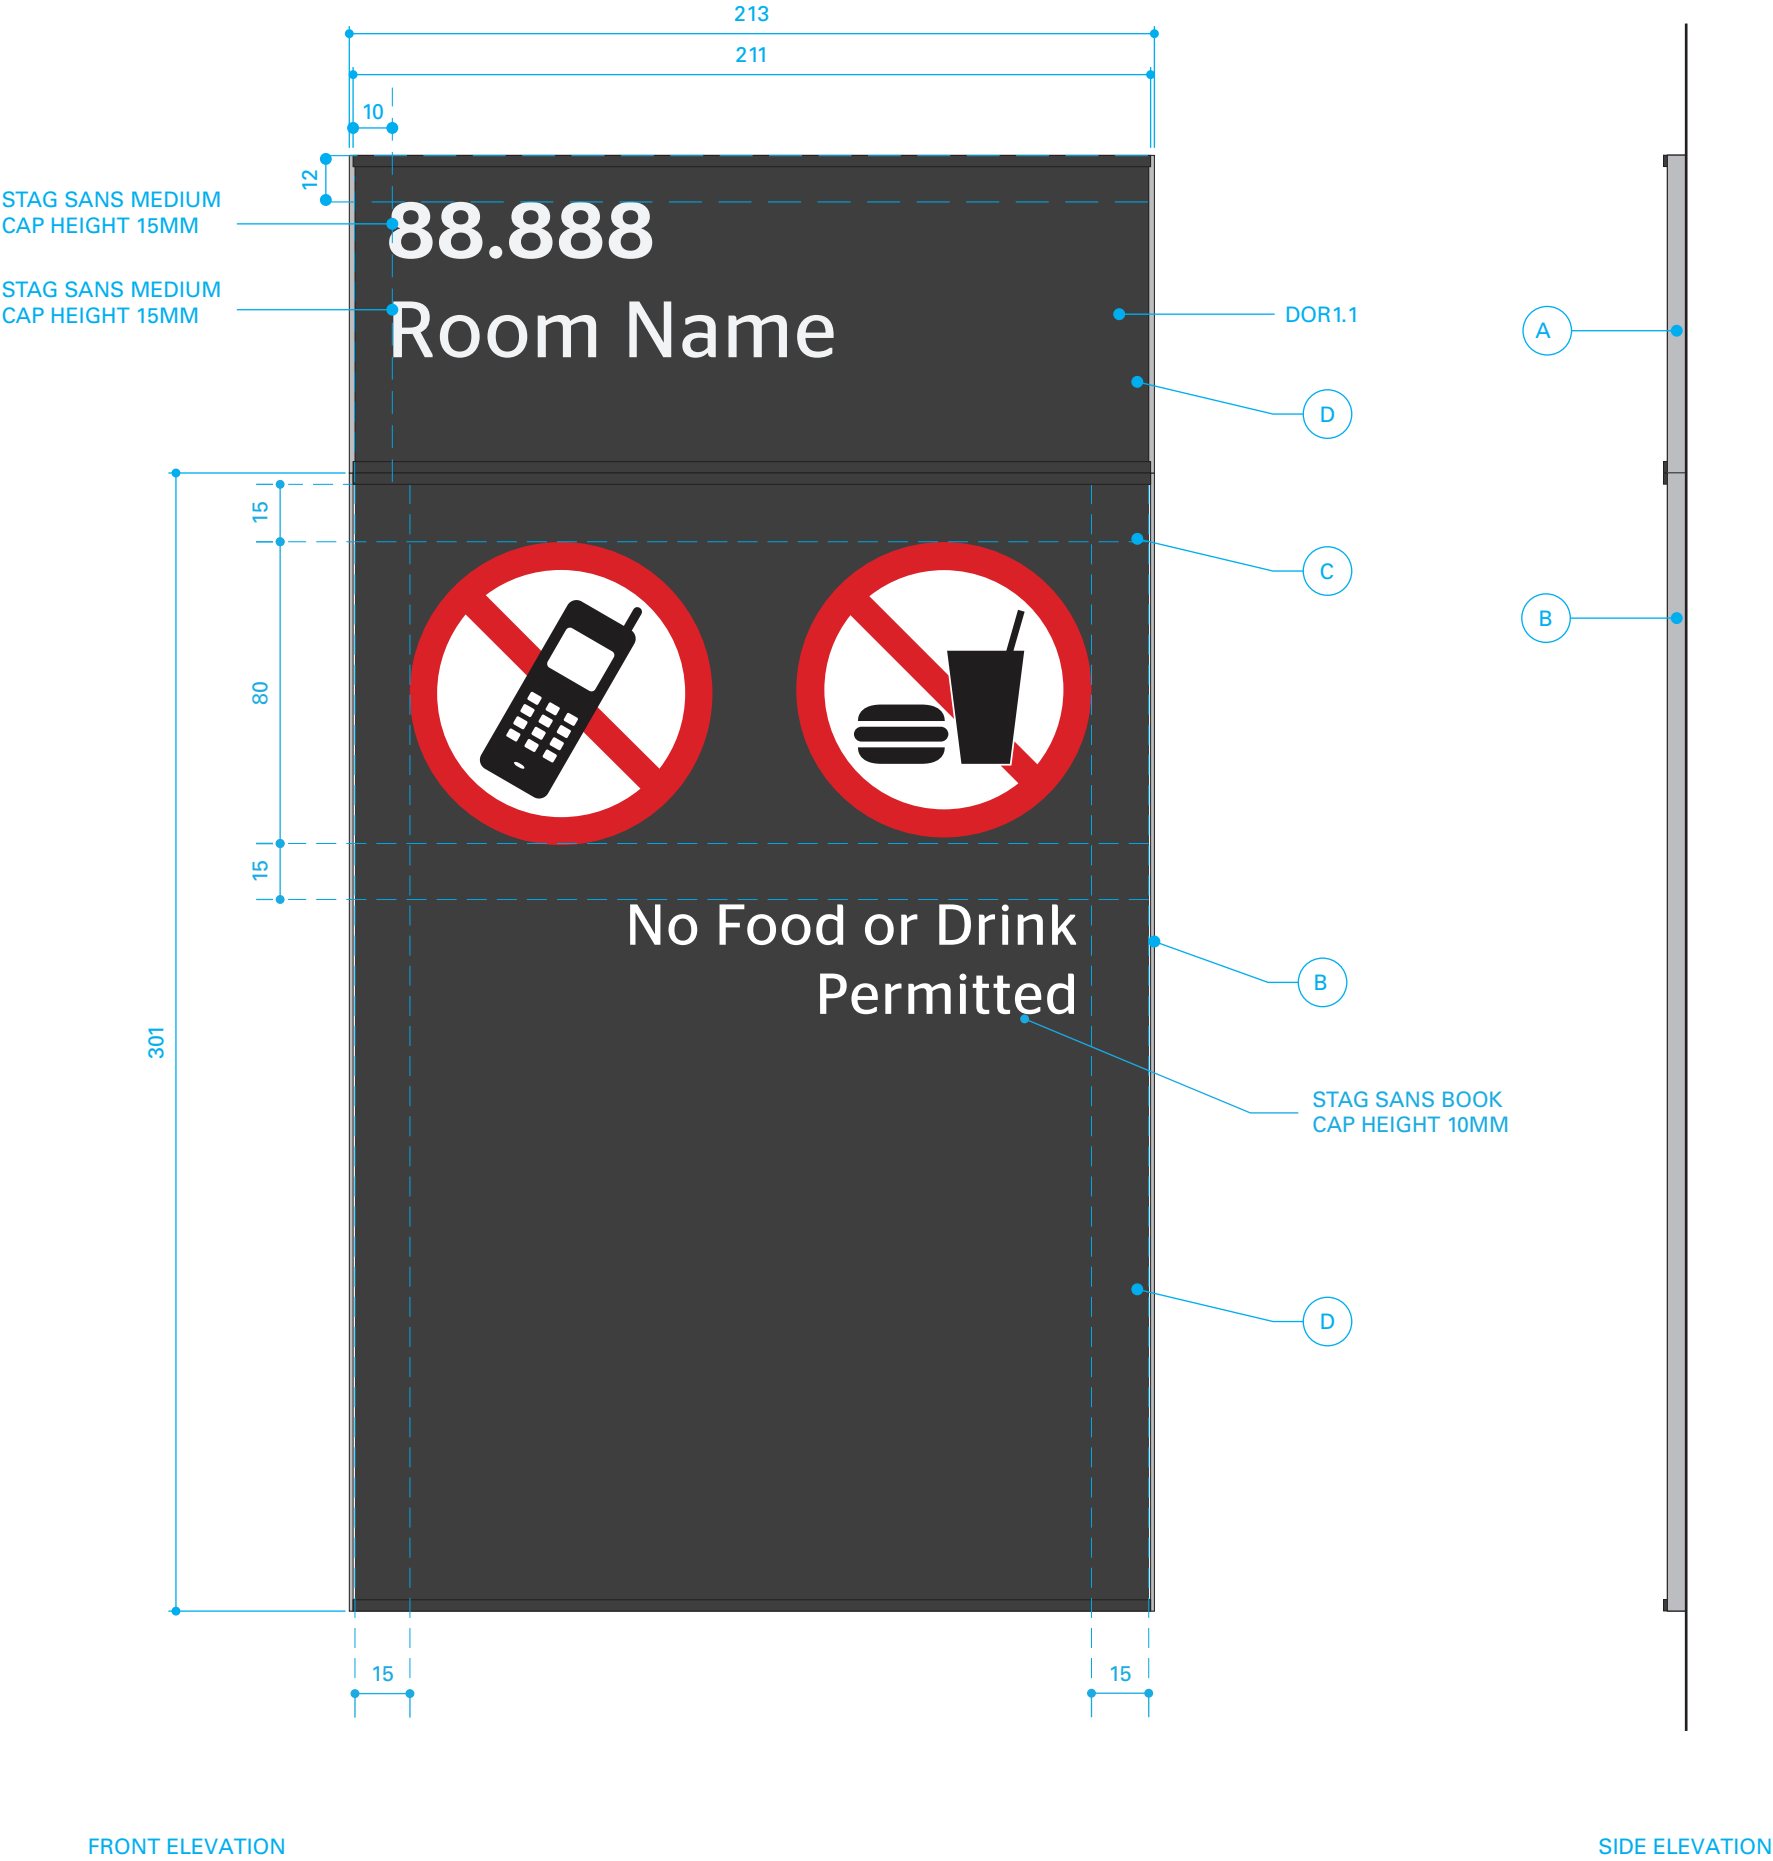 213
211
10
12
STAG SANS MEDIUM
CAP HEIGHT 15MM
88.888
STAG SANS MEDIUM
CAP HEIGHT 15MM
Room Name
DOR1.1
A
D
15
C
B
80
15
No Food or Drink
Permitted
B
301
STAG SANS BOOK
CAP HEIGHT 10MM
D
15
15
FRONT ELEVATION
SIDE ELEVATION